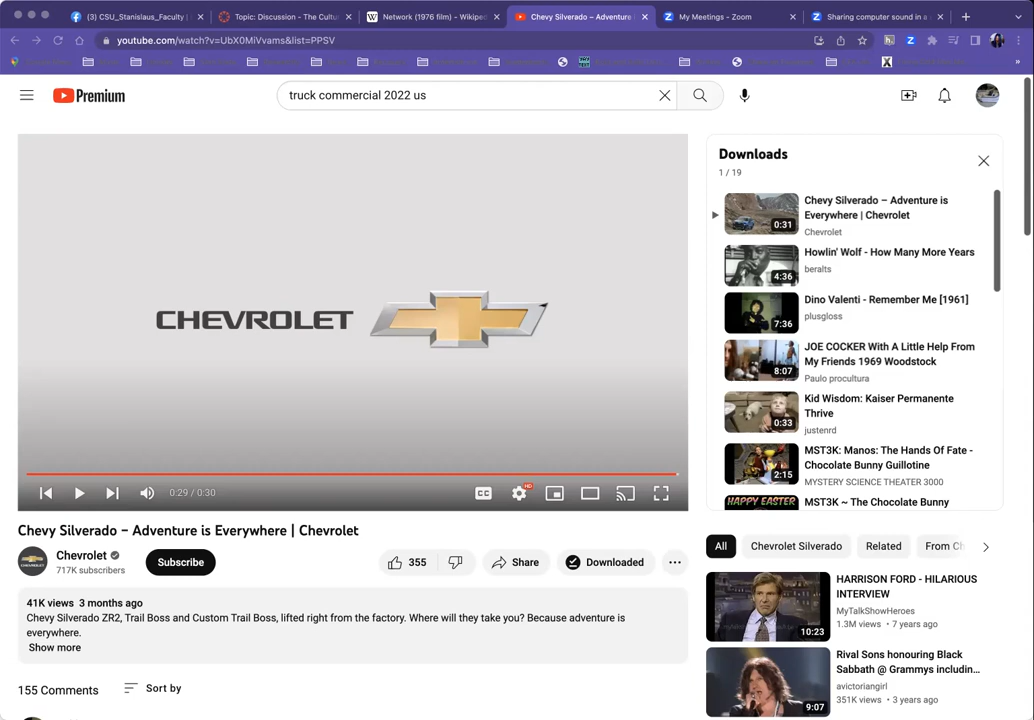 (3) CSU_Stanislaus_Faculty |
Topic: Discussion - The Cultu
Network (1976 film) - Wikiped
Chevy Silverado – Adventure
My Meetings - Zoom
Sharing computer sound in a s
youtube.com/watch?v=UbX0MiVvams&list=PPSV
Premium
truck commercial 2022 us
CHEVROLET
0:29 / 0:30
CC
HD
Chevy Silverado – Adventure is Everywhere | Chevrolet
Chevrolet
717K subscribers
Subscribe
355
Share
Downloaded
41K views 3 months ago
Chevy Silverado ZR2, Trail Boss and Custom Trail Boss, lifted right from the factory. Where will they take you? Because adventure is
everywhere.
Show more
155 Comments
Sort by
Downloads
1 / 19
0:31
Chevy Silverado – Adventure is
Everywhere | Chevrolet
Chevrolet
4:36
Howlin' Wolf - How Many More Years
beralts
7:36
Dino Valenti - Remember Me [1961]
plusgloss
8:07
JOE COCKER With A Little Help From
My Friends 1969 Woodstock
Paulo procultura
0:33
Kid Wisdom: Kaiser Permanente
Thrive
justenrd
2:15
MST3K: Manos: The Hands Of Fate -
Chocolate Bunny Guillotine
MYSTERY SCIENCE THEATER 3000
HAPPY EASTER
MST3K ~ The Chocolate Bunny
All
Chevrolet Silverado
Related
From Ch
10:23
HARRISON FORD - HILARIOUS
INTERVIEW
MyTalkShowHeroes
1.3M views • 7 years ago
9:07
Rival Sons honouring Black
Sabbath @ Grammys includin...
avictoriangirl
351K views • 3 years ago